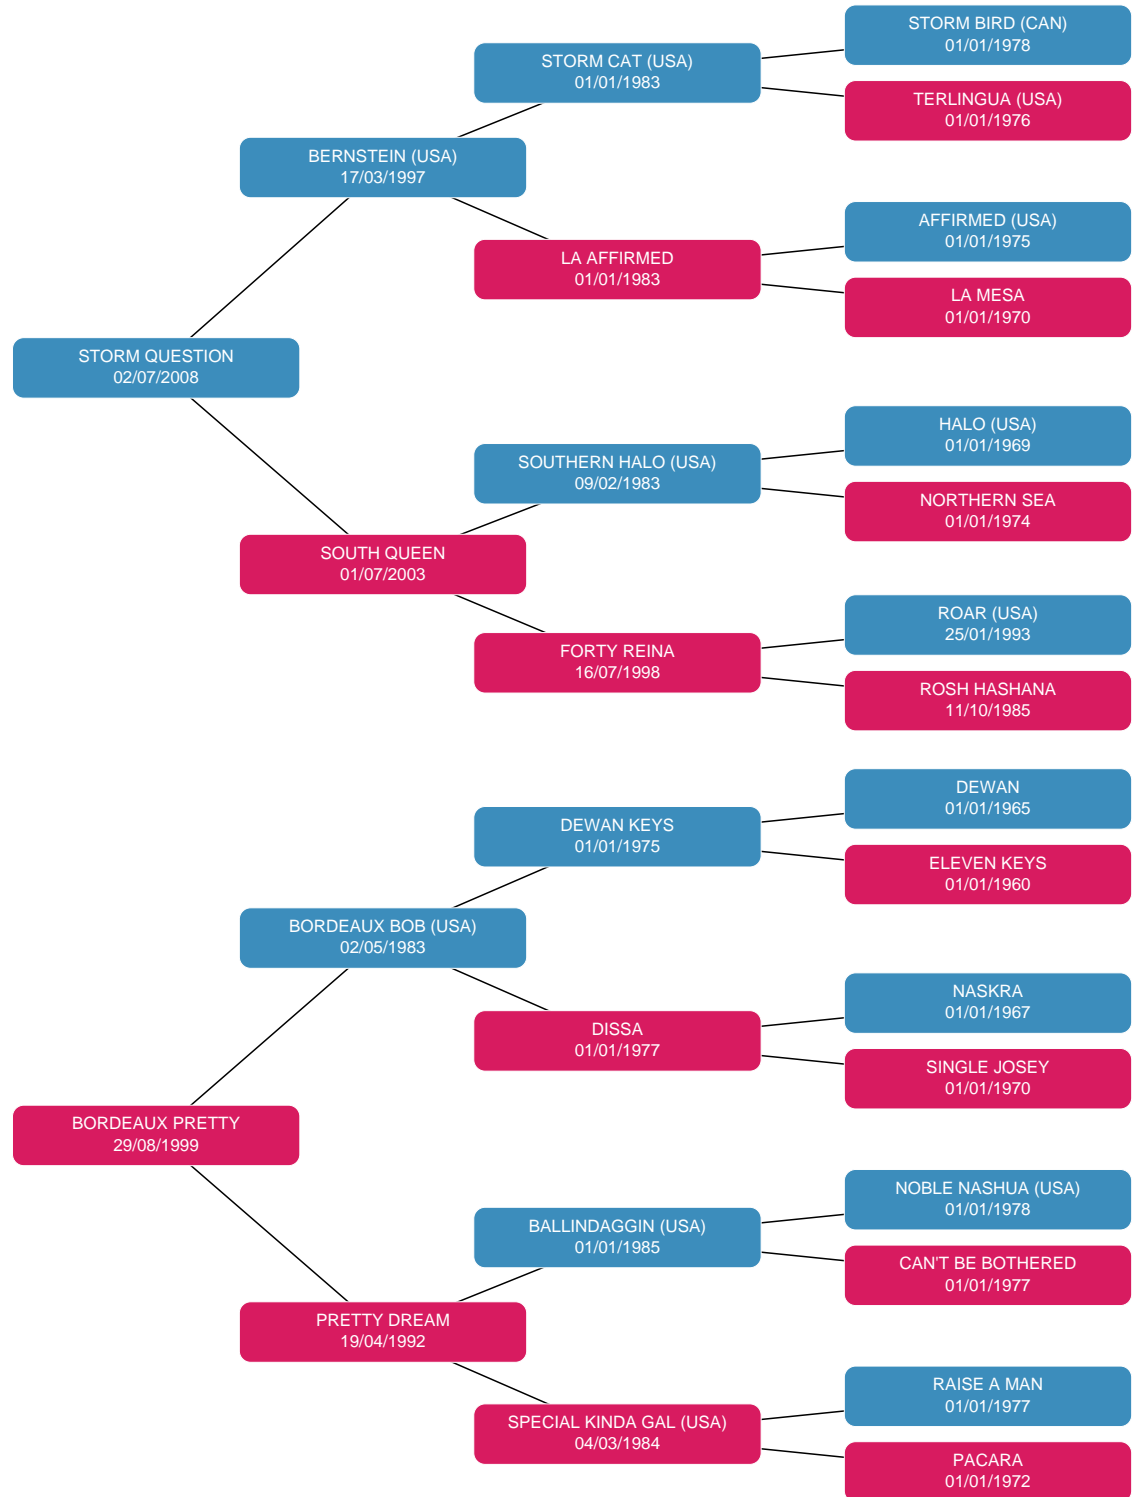 STORM BIRD (CAN)
01/01/1978
STORM CAT (USA)
01/01/1983
TERLINGUA (USA)
01/01/1976
BERNSTEIN (USA)
17/03/1997
AFFIRMED (USA)
01/01/1975
LA AFFIRMED
01/01/1983
LA MESA
01/01/1970
STORM QUESTION
02/07/2008
HALO (USA)
01/01/1969
SOUTHERN HALO (USA)
09/02/1983
NORTHERN SEA
01/01/1974
SOUTH QUEEN
01/07/2003
ROAR (USA)
25/01/1993
FORTY REINA
16/07/1998
ROSH HASHANA
11/10/1985
DEWAN
01/01/1965
DEWAN KEYS
01/01/1975
ELEVEN KEYS
01/01/1960
BORDEAUX BOB (USA)
02/05/1983
NASKRA
01/01/1967
DISSA
01/01/1977
SINGLE JOSEY
01/01/1970
BORDEAUX PRETTY
29/08/1999
NOBLE NASHUA (USA)
01/01/1978
BALLINDAGGIN (USA)
01/01/1985
CAN'T BE BOTHERED
01/01/1977
PRETTY DREAM
19/04/1992
RAISE A MAN
01/01/1977
SPECIAL KINDA GAL (USA)
04/03/1984
PACARA
01/01/1972